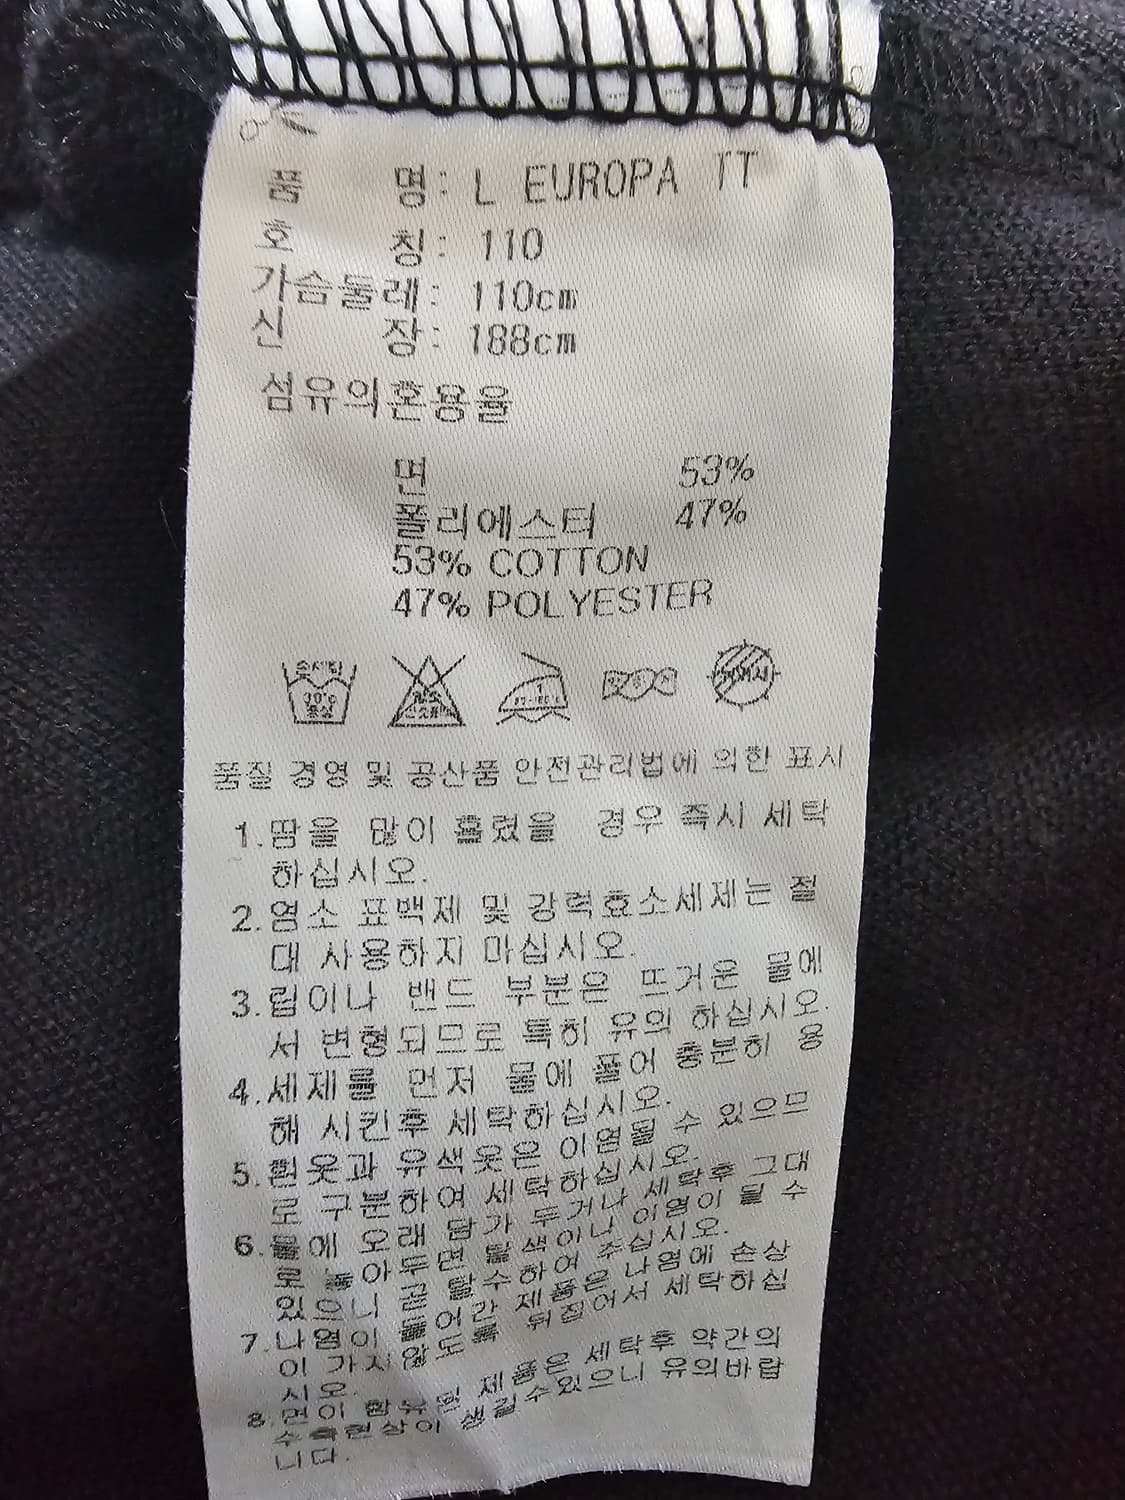 품 명: L EUROPA TT
호 칭: 110
가슴둘레: 110cm
신 장: 188cm
섬유의혼용율
면 53%
폴리에스터 47%
53% COTTON
47% POLYESTER
손세탁 30℃ 중성
염소 산소표백
품질 경영 및 공산품 안전관리법에 의한 표시
1.땀을 많이 흘렸을 경우 즉시 세탁
하십시오.
2.염소 표백제 및 강력효소세제는 절
대 사용하지 마십시오.
3.립이나 밴드 부분은 뜨거운 물에
서 변형되므로 특히 유의 하십시오.
4.세제를 먼저 물에 풀어 충분히 용
해 시킨후 세탁하십시오.
5.흰옷과 유색옷은 이염될 수 있으므
로 구분하여 세탁하십시오.
6.물에 오래 담가 두거나 세탁후 그대
로 놓아두면 탈색이나 이염이 될 수
있으니 곧 탈수하여 주십시오.
7.나염이 들어간 제품은 나염에 손상
이 가지않도록 뒤집어서 세탁하십
시오.
8.면이 함유된 제품은 세탁후 약간의
수축현상이 생길수있으니 유의바랍
니다.